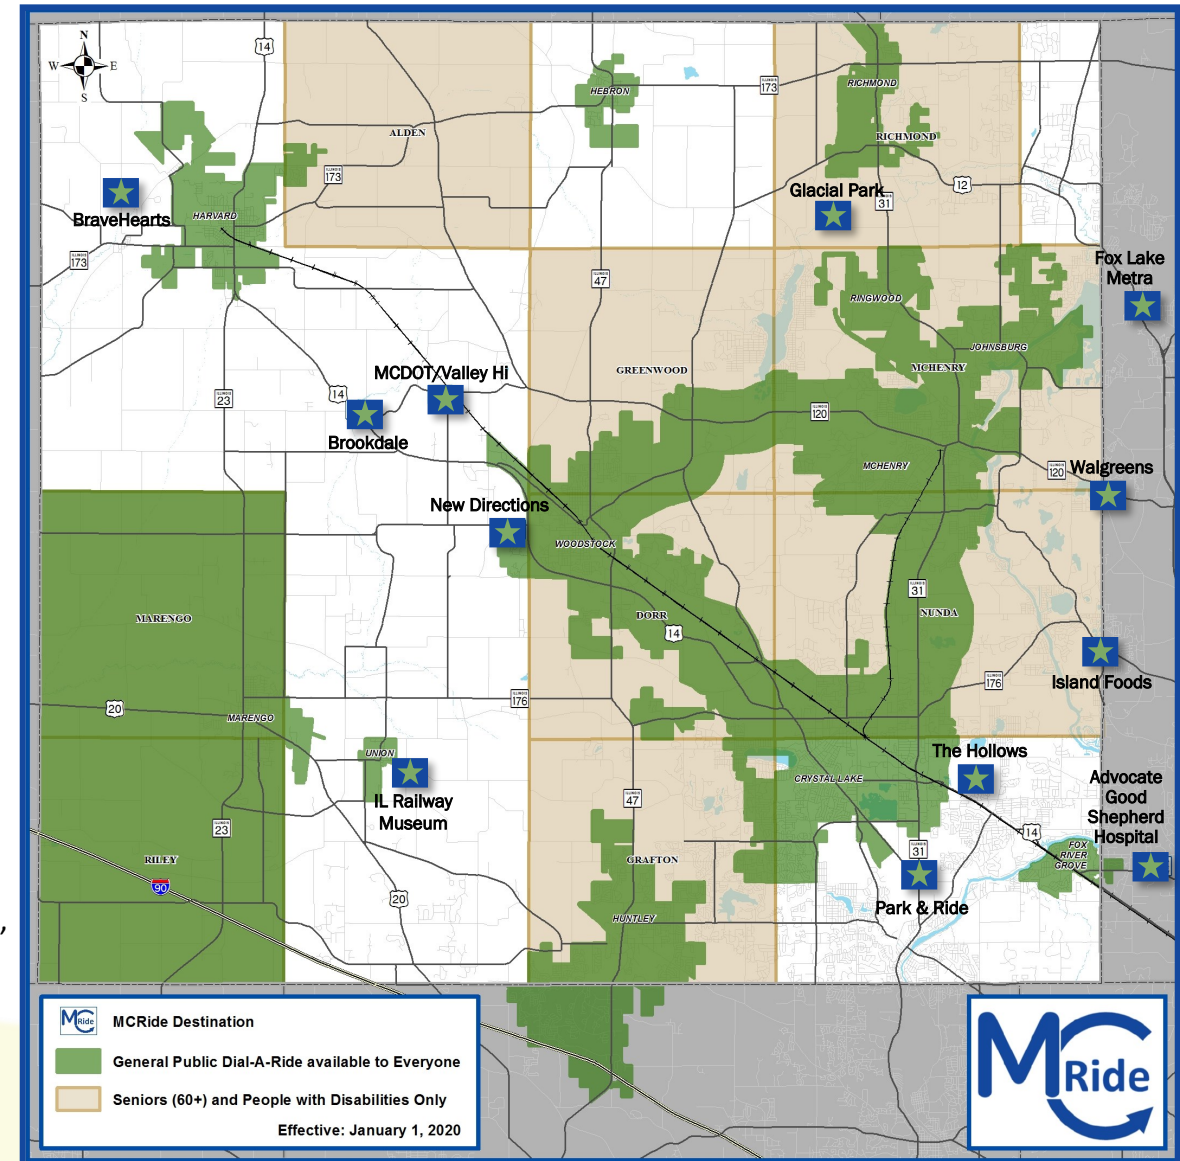 N
W E
S
14
HEBRON
173
RICHMOND
ALDEN
RICHMOND
173
12
Glacial Park
31
BraveHearts
HARVARD
173
Fox Lake
Metra
47
RINGWOOD
JOHNSBURG
GREENWOOD
MCHENRY
MCDOT/Valley Hi
23
14
120
Brookdale
MCHENRY
120
Walgreens
New Directions
WOODSTOCK
MARENGO
DORR
31
NUNDA
14
Island Foods
176
176
20
MARENGO
UNION
The Hollows
CRYSTAL LAKE
IL Railway
Museum
47
Advocate
Good
Shepherd
Hospital
23
14
RILEY
GRAFTON
31
FOX
RIVER
GROVE
90
20
HUNTLEY
Park & Ride
,
MC Ride
MCRide Destination
General Public Dial-A-Ride available to Everyone
Seniors (60+) and People with Disabilities Only
Effective: January 1, 2020
MC Ride